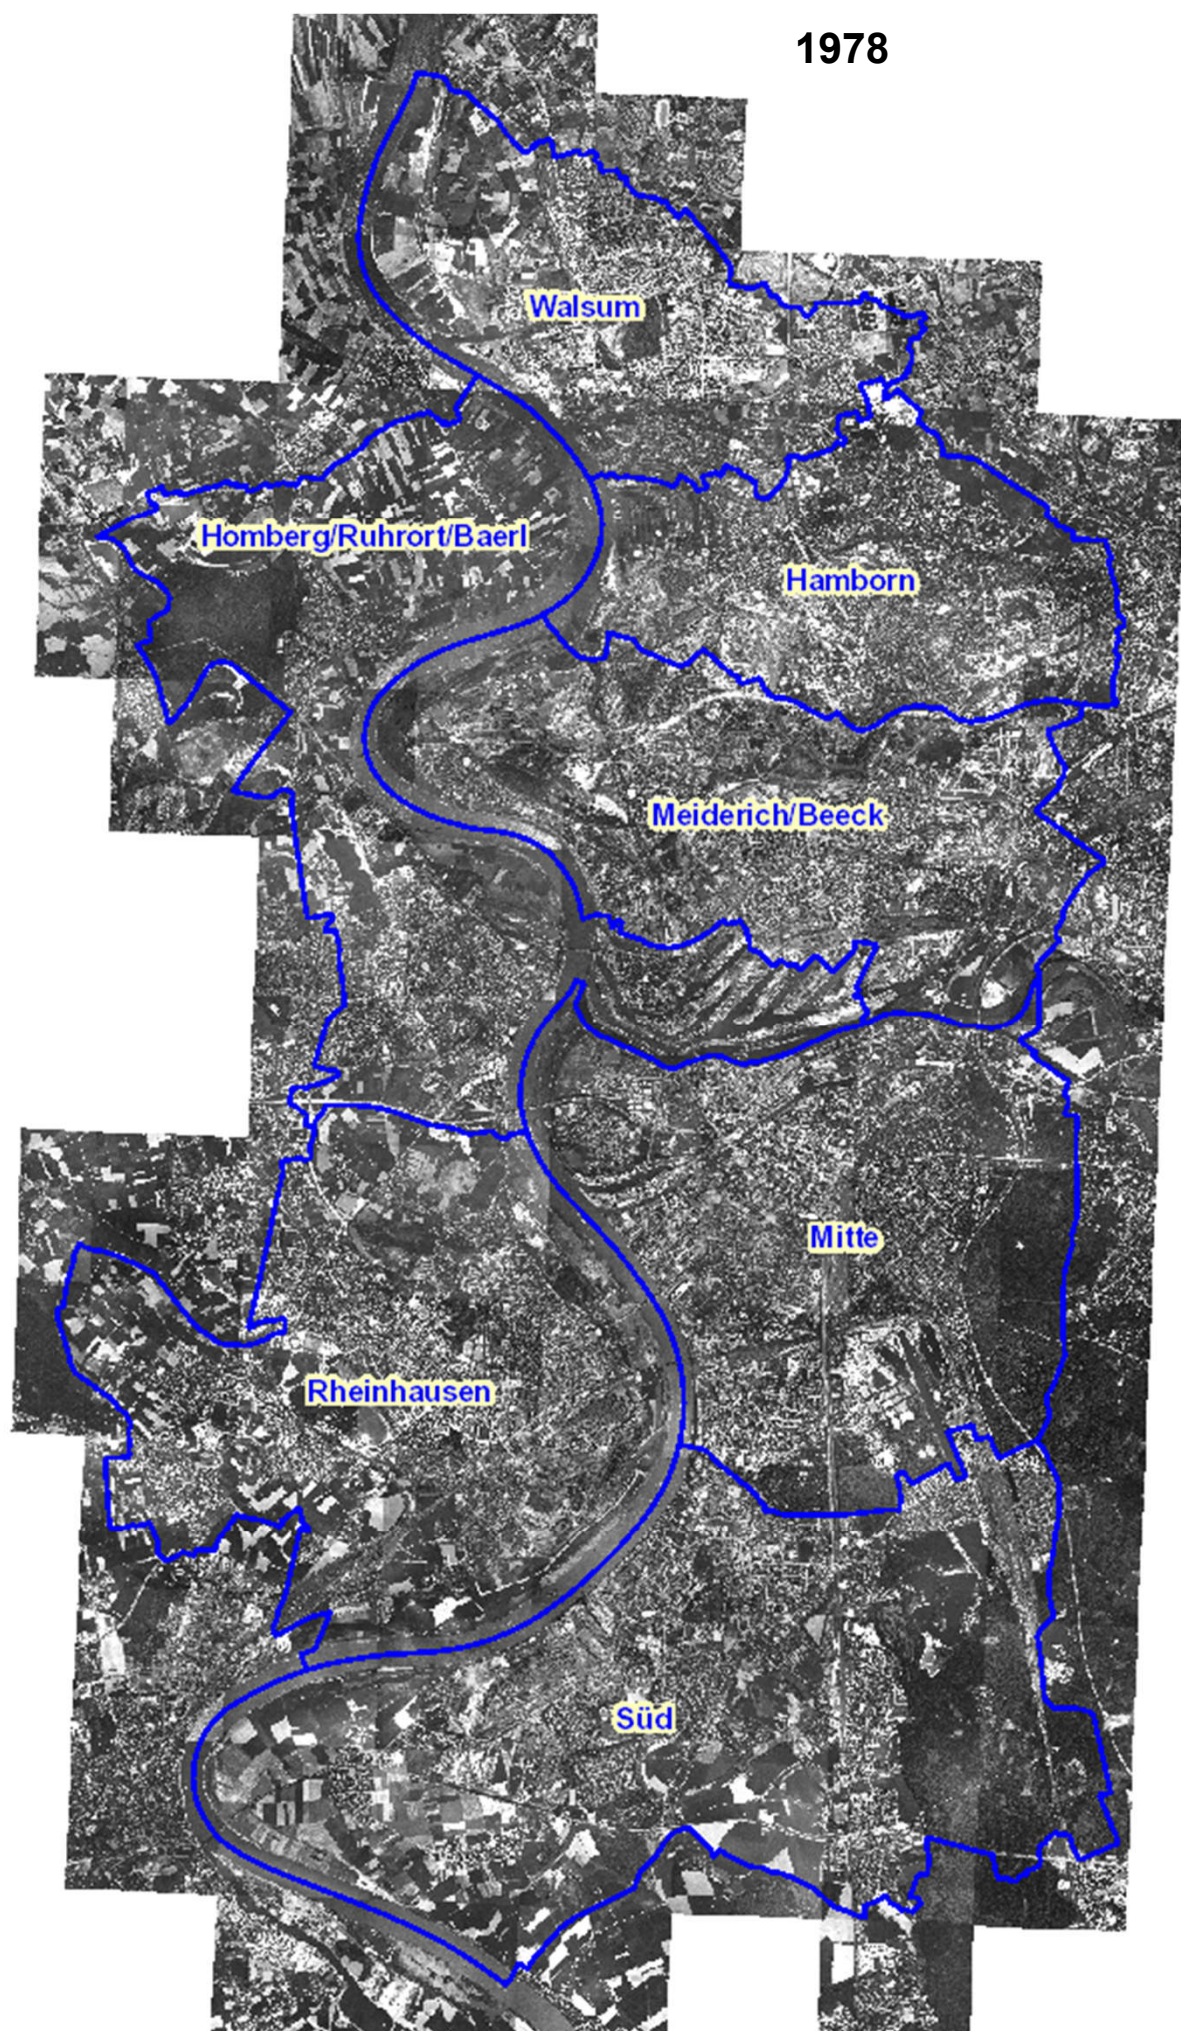 1978
Walsum
Homberg/Ruhrort/Baerl
Hamborn
Meiderich/Beeck
Mitte
Rheinhausen
Süd